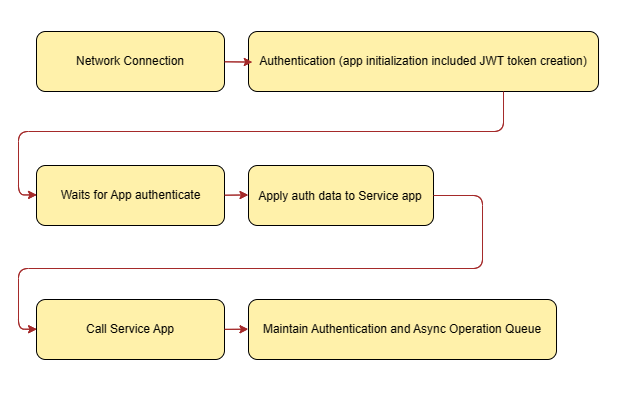 Network Connection
Authentication (app initialization included JWT token creation)
Waits for App authenticate
Apply auth data to Service app
Call Service App
Maintain Authentication and Async Operation Queue